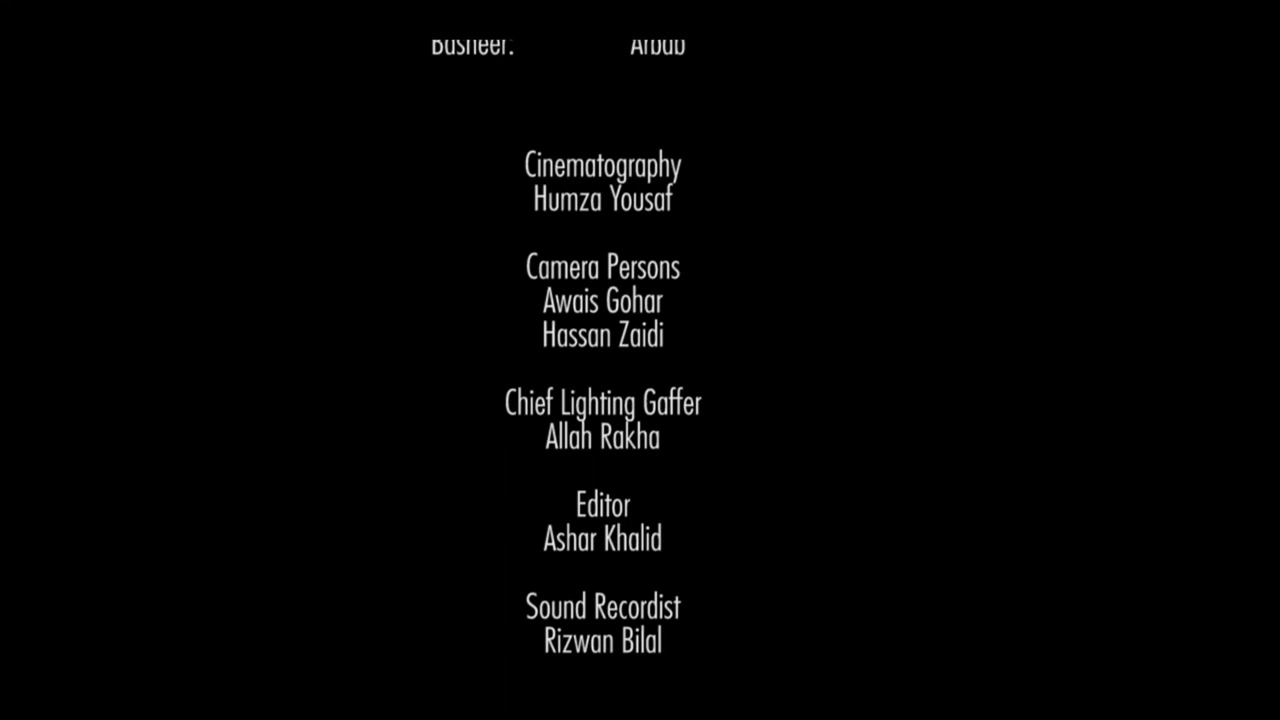 Busheer: Arbab
Cinematography
Humza Yousaf
Camera Persons
Awais Gohar
Hassan Zaidi
Chief Lighting Gaffer
Allah Rakha
Editor
Ashar Khalid
Sound Recordist
Rizwan Bilal